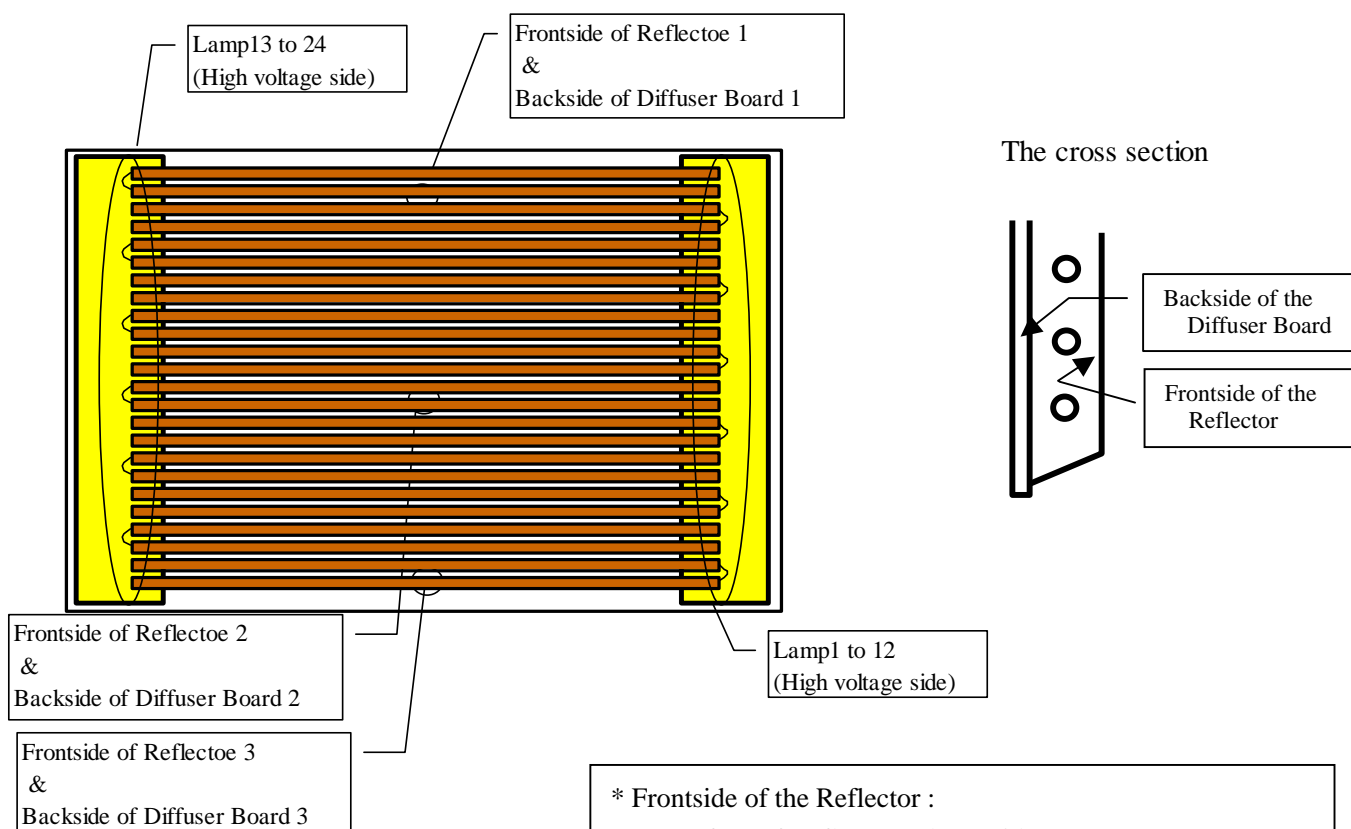 Lamp13 to 24
(High voltage side)
Frontside of Reflectoe 1
&
Backside of Diffuser Board 1
The cross section
Backside of the
Diffuser Board
Frontside of the
Reflector
Frontside of Reflectoe 2
&
Backside of Diffuser Board 2
Lamp1 to 12
(High voltage side)
Frontside of Reflectoe 3
&
Backside of Diffuser Board 3
* Frontside of the Reflector :